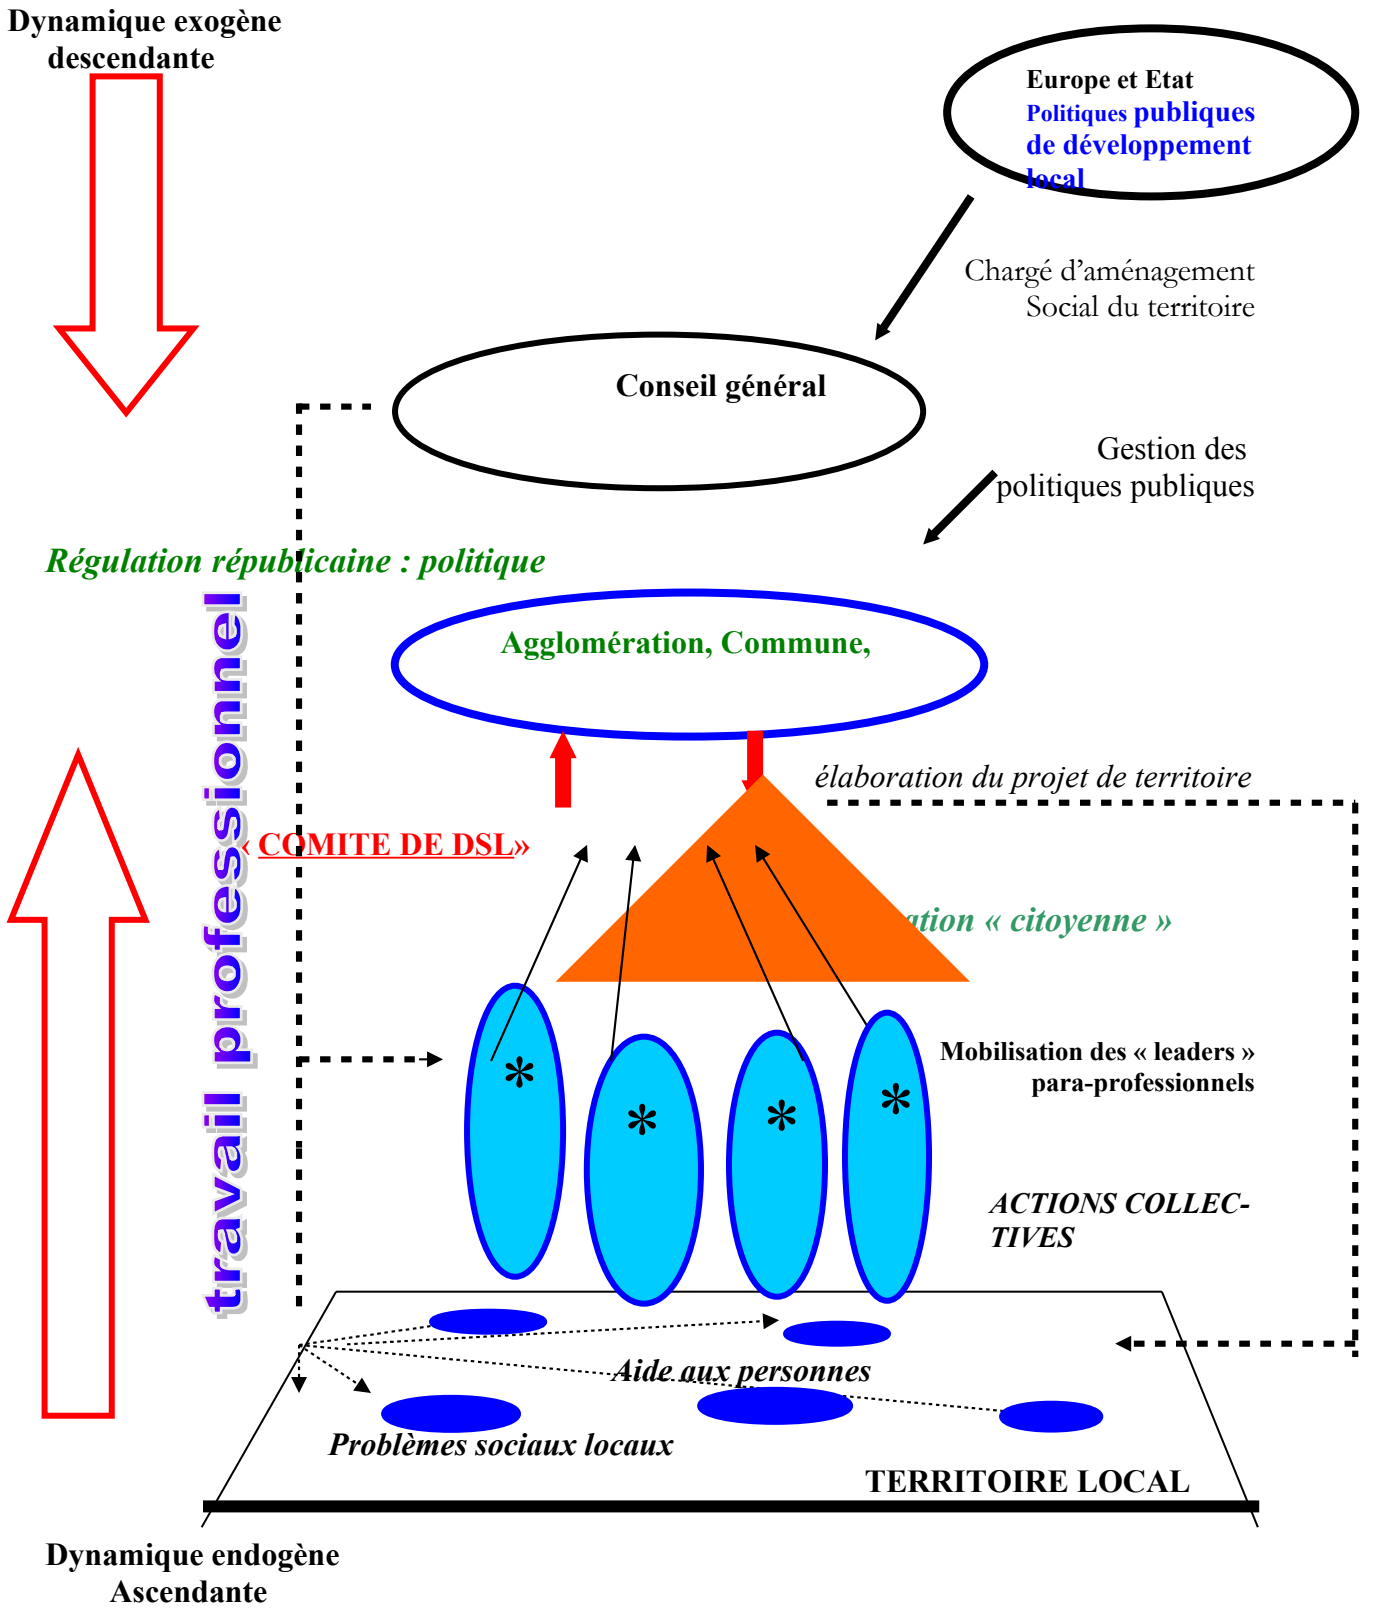 Dynamique exogène
descendante
Europe et Etat
Politiques publiques
de développement
local
Chargé d’aménagement
Social du territoire
Conseil général
Gestion des
politiques publiques
Régulation républicaine : politique
Agglomération, Commune,
travail professionnel
élaboration du projet de territoire
« COMITE DE DSL»
« citoyenne »
*
*
*
*
Mobilisation des « leaders »
para-professionnels
ACTIONS COLLEC-
TIVES
Aide aux personnes
Problèmes sociaux locaux
TERRITOIRE LOCAL
Dynamique endogène
Ascendante